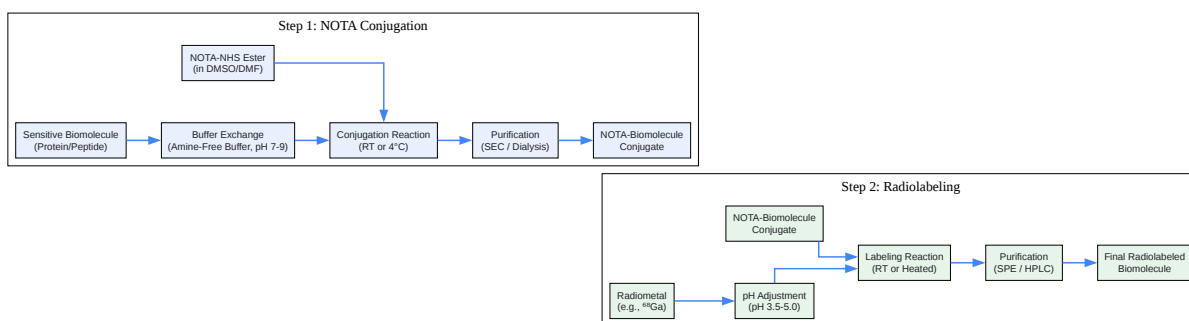 Step 1: NOTA Conjugation
NOTA-NHS Ester
(in DMSO/DMF)
Sensitive Biomolecule
(Protein/Peptide)
Buffer Exchange
(Amine-Free Buffer, pH 7-9)
Conjugation Reaction
(RT or 4°C)
Purification
(SEC / Dialysis)
NOTA-Biomolecule
Conjugate
Step 2: Radiolabeling
NOTA-Biomolecule
Conjugate
Radiometal
(e.g., ⁶⁸Ga)
pH Adjustment
(pH 3.5-5.0)
Labeling Reaction
(RT or Heated)
Purification
(SPE / HPLC)
Final Radiolabeled
Biomolecule